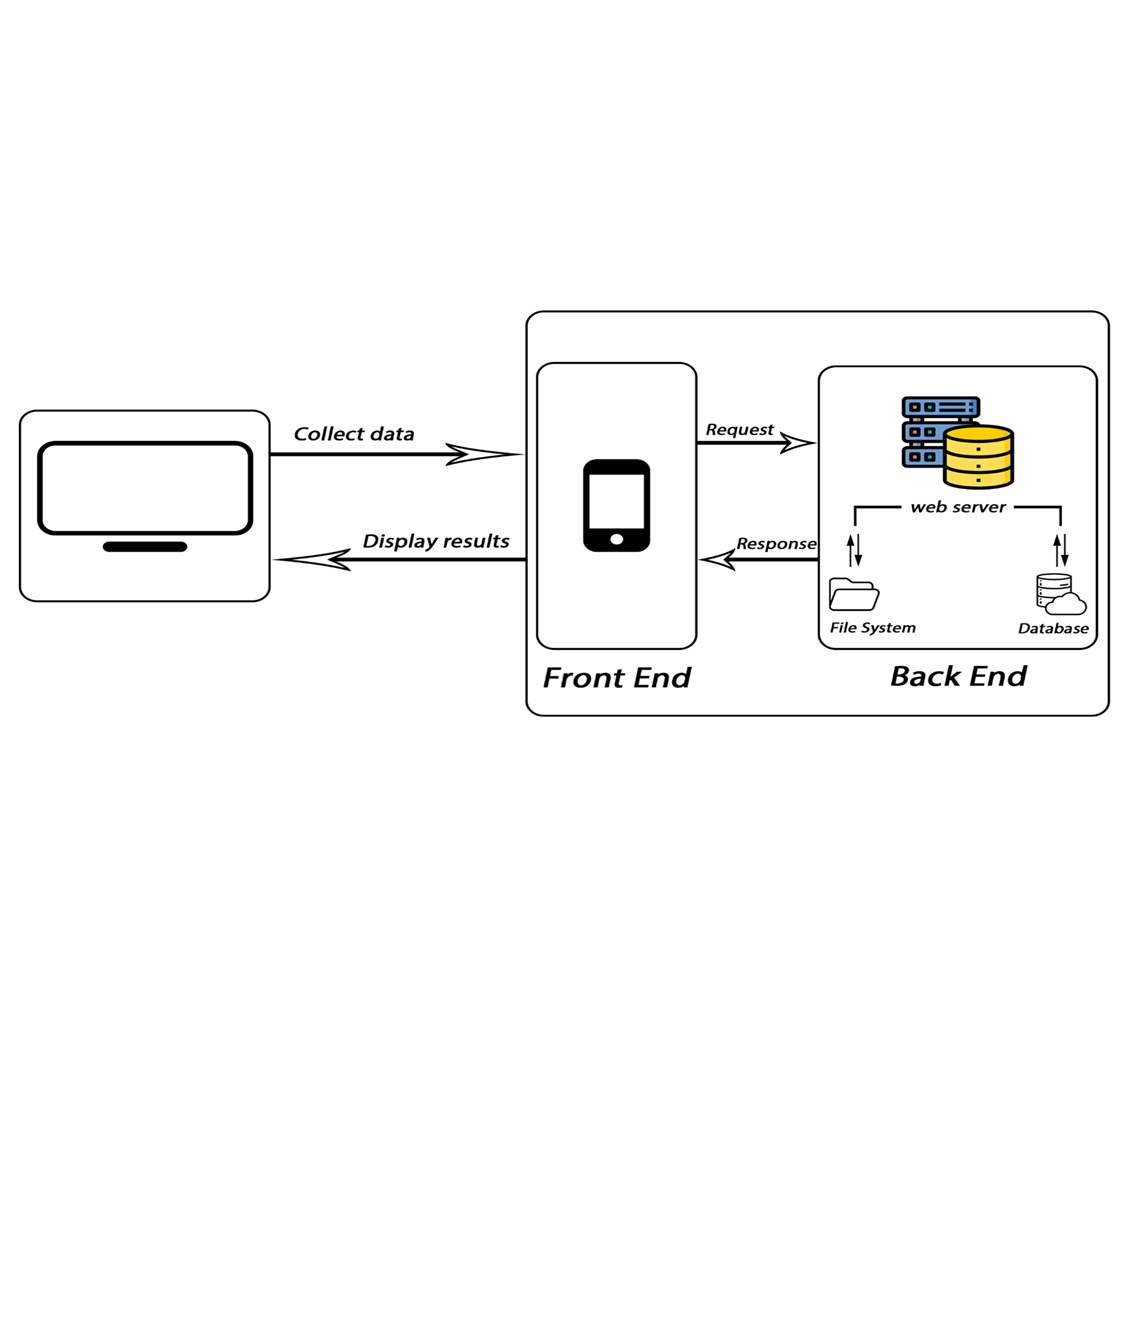 Collect data
Display results
Request
Response
web server
File System
Database
Front End
Back End